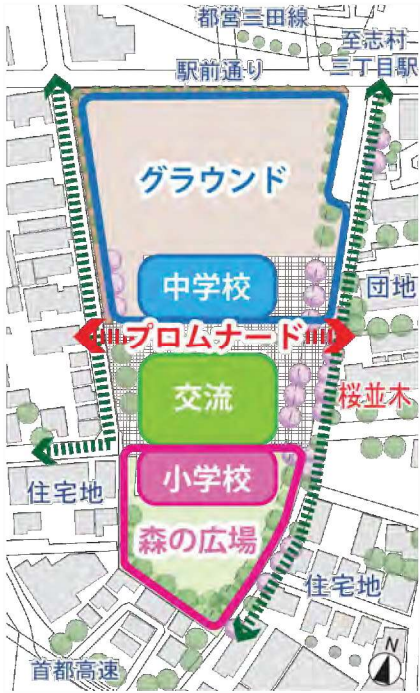 都営三田線
至志村
三丁目駅
駅前通り
グラウンド
中学校
団地
プロムナード
交流
桜並木
小学校
住宅地
森の広場
住宅地
首都高速
N